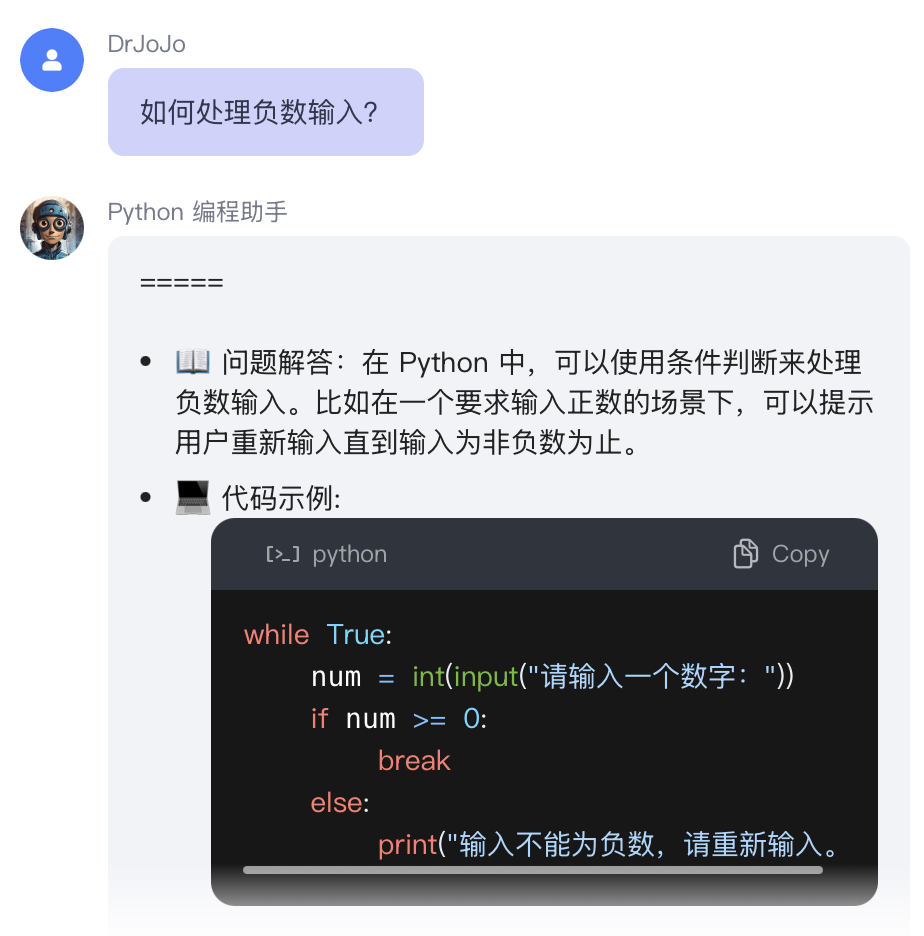 DrJoJo
如何处理负数输入?
Python 编程助手
=====
• 📖 问题解答：在 Python 中，可以使用条件判断来处理
负数输入。比如在一个要求输入正数的场景下，可以提示
用户重新输入直到输入为非负数为止。
• 💻 代码示例:
[>_] python
Copy
while True:
    num = int(input("请输入一个数字："))
    if num >= 0:
        break
    else:
        print("输入不能为负数，请重新输入。